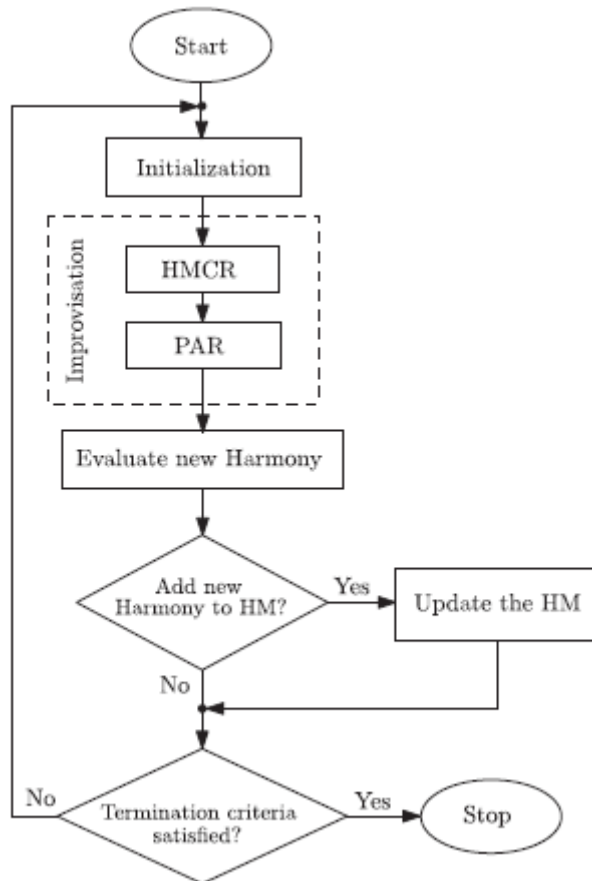 Start
Initialization
Improvisation
HMCR
PAR
Evaluate new Harmony
Add new
Harmony to HM?
Yes
Update the HM
No
Termination criteria
satisfied?
No
Yes
Stop